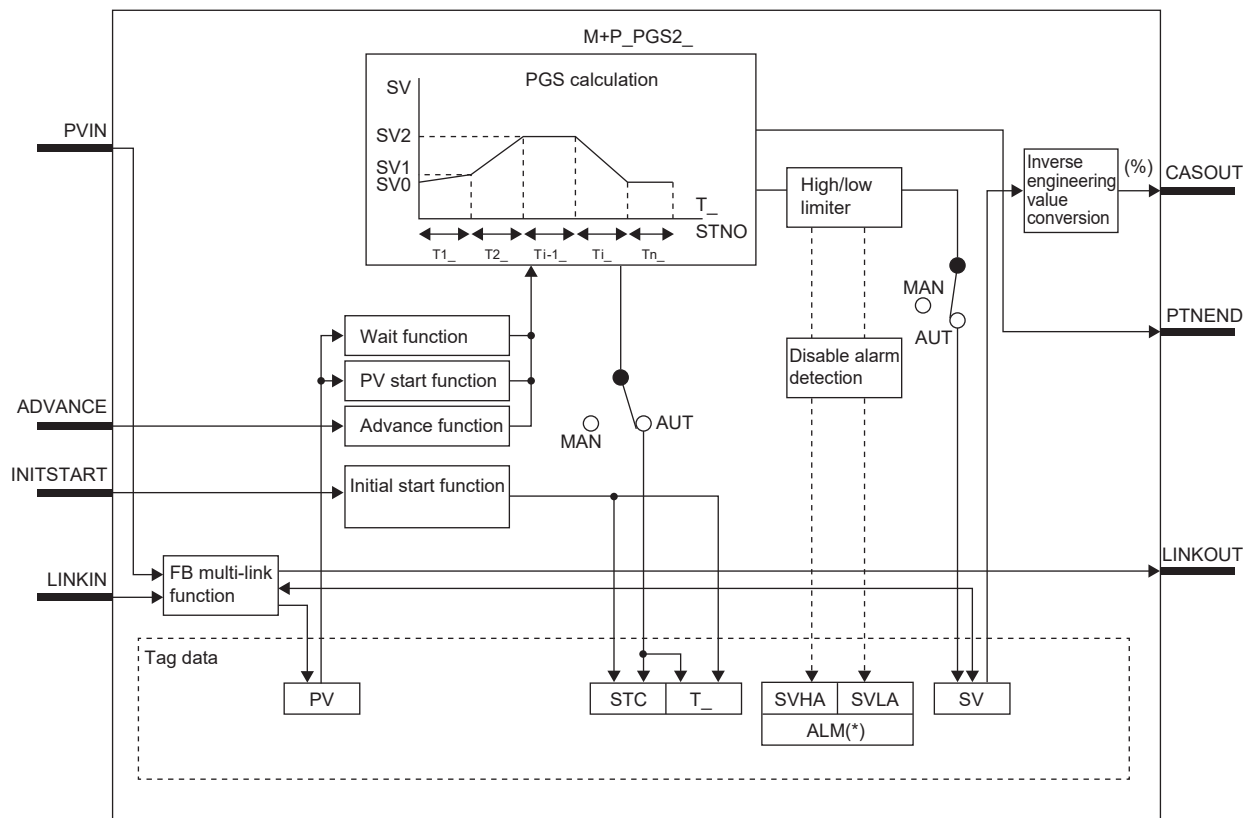 M+P_PGS2_
PGS calculation
SV
SV2
SV1
SV0
T_
STNO
T1_
T2_
Ti-1_
Ti_
Tn_
PVIN
High/low
limiter
Inverse
engineering
value
conversion
(%)
CASOUT
MAN
AUT
PTNEND
Wait function
PV start function
Advance function
Disable alarm
detection
ADVANCE
MAN
AUT
INITSTART
Initial start function
LINKIN
FB multi-link
function
LINKOUT
Tag data
PV
STC
T_
SVHA
SVLA
ALM(*)
SV